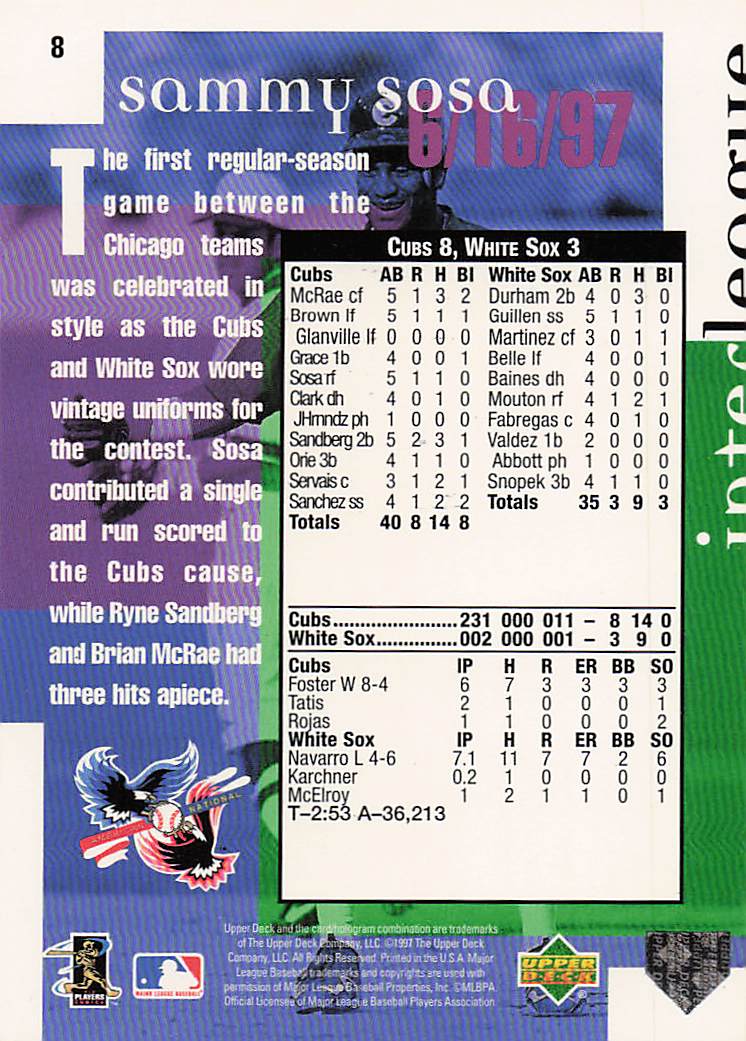 8
sammy sosa
6/16/97
The first regular-season
game between the
Chicago teams
was celebrated in
style as the Cubs
and White Sox wore
vintage uniforms for
the contest. Sosa
contributed a single
and run scored to
the Cubs cause,
while Ryne Sandberg
and Brian McRae had
three hits apiece.
CUBS 8, WHITE SOX 3
Cubs AB R H BI
McRae cf 5 1 3 2
Brown lf 5 1 1 1
Glanville lf 0 0 0 0
Grace 1b 4 0 0 1
Sosa rf 5 1 1 0
Clark dh 4 0 1 0
JHrnndz ph 1 0 0 0
Sandberg 2b 5 2 3 1
Orie 3b 4 1 1 0
Servais c 3 1 2 1
Sanchez ss 4 1 2 2
Totals 40 8 14 8
White Sox AB R H BI
Durham 2b 4 0 3 0
Guillen ss 5 1 1 0
Martinez cf 3 0 1 1
Belle lf 4 0 0 1
Baines dh 4 0 0 0
Mouton rf 4 1 2 1
Fabregas c 4 0 1 0
Valdez 1b 2 0 0 0
Abbott ph 1 0 0 0
Snopek 3b 4 1 1 0
Totals 35 3 9 3
Cubs.......................231 000 011 – 8 14 0
White Sox...............002 000 001 – 3 9 0
Cubs IP H R ER BB SO
Foster W 8-4 6 7 3 3 3 3
Tatis 2 1 0 0 0 1
Rojas 1 1 0 0 0 2
White Sox IP H R ER BB SO
Navarro L 4-6 7.1 11 7 7 2 6
Karchner 0.2 1 0 0 0 0
McElroy 1 2 1 1 0 1
T–2:53 A–36,213
interleague
AMERICAN
NATIONAL
PLAYERS
CHOICE
MAJOR LEAGUE BASEBALL
Upper Deck and the card/hologram combination are trademarks
of The Upper Deck Company, LLC. ©1997 The Upper Deck
Company, LLC. All Rights Reserved. Printed in the U.S.A. Major
League Baseball trademarks and copyrights are used with
permission of Major League Baseball Properties, Inc. ©MLBPA
Official Licensee of Major League Baseball Players Association
UPPER
DECK